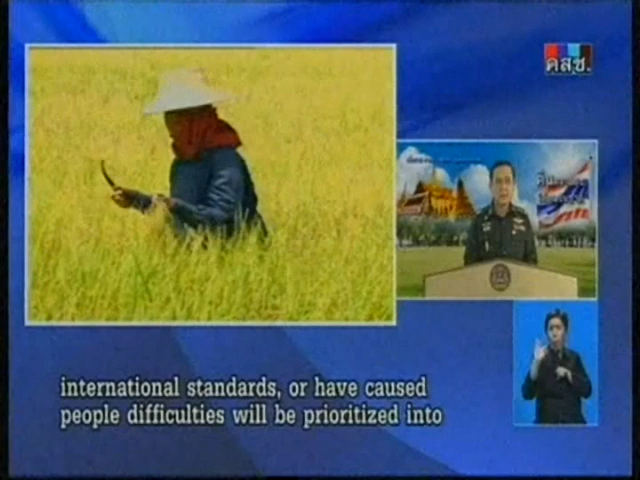 คสช.
international standards, or have caused
people difficulties will be prioritized into